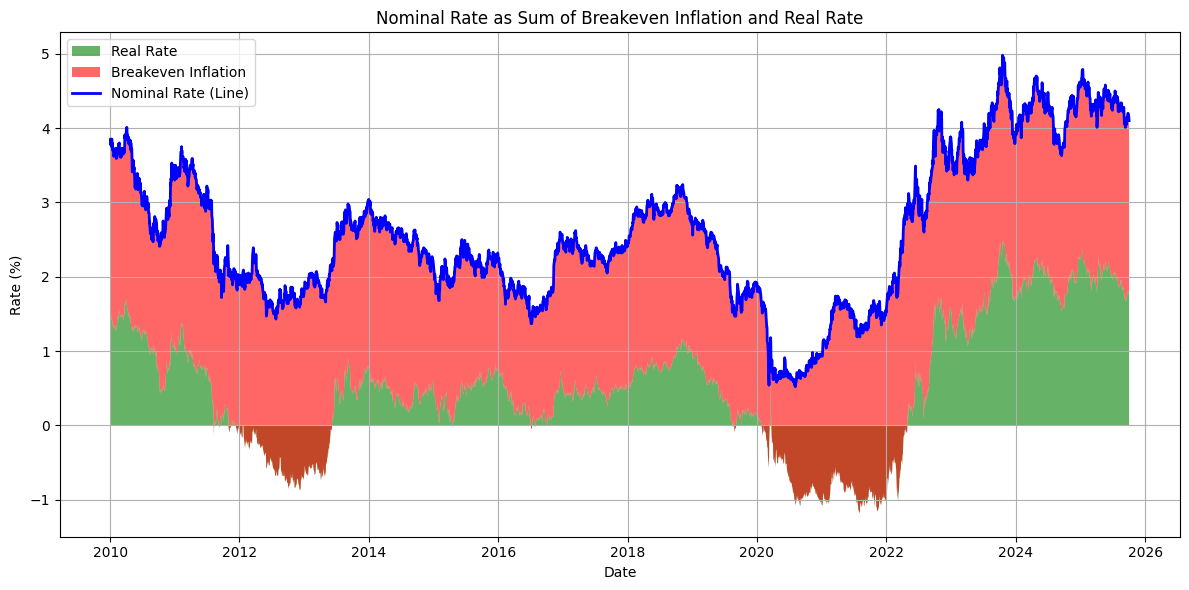 Nominal Rate as Sum of Breakeven Inflation and Real Rate
Real Rate
Breakeven Inflation
Nominal Rate (Line)
Rate (%)
5
4
3
2
1
0
−1
2010 2012 2014 2016 2018 2020 2022 2024 2026
Date